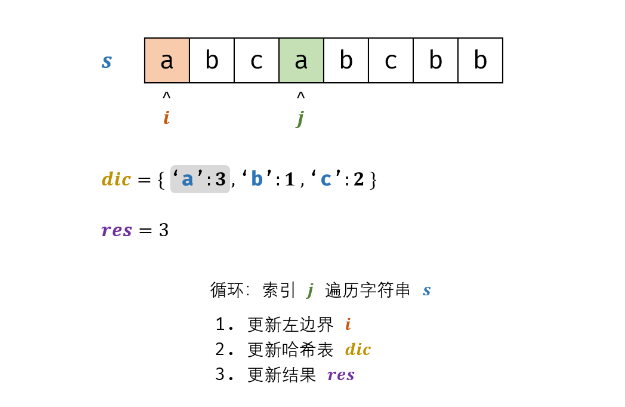 s a b c a b c b b
^ ^
i j
dic = { ‘a’:3 , ‘b’:1 , ‘c’:2 }
res = 3
循环: 索引 j 遍历字符串 s
1. 更新左边界 i
2. 更新哈希表 dic
3. 更新结果 res